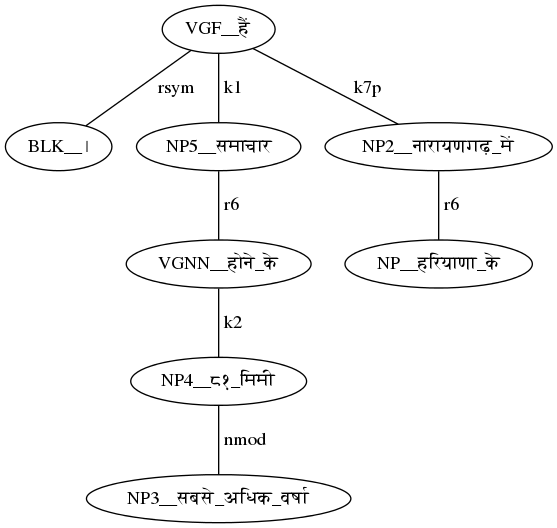 VGF__हैं
rsym k1 k7p
BLK__। NP5__समाचार NP2__नारायणगढ़_में
r6 r6
VGNN__होने_के NP__हरियाणा_के
k2
NP4__८१_मिमी
nmod
NP3__सबसे_अधिक_वर्षा